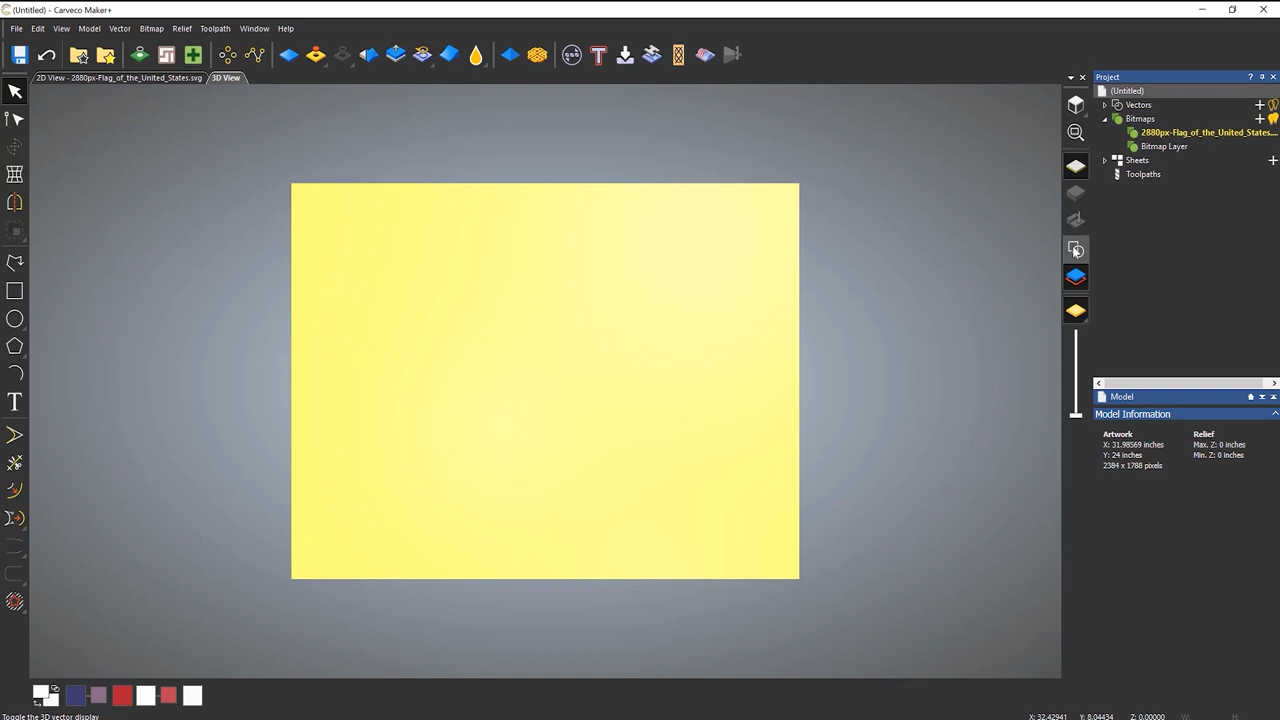 (Untitled) - Carveco Maker+
File Edit View Model Vector Bitmap Relief Toolpath Window Help
2D View - 2880px-Flag_of_the_United_States.svg 3D View
Project
(Untitled)
Vectors
Bitmaps
2880px-Flag_of_the_United_States....
Bitmap Layer
Sheets
Toolpaths
Model
Model Information
Artwork Relief
X: 31.98569 inches Max. Z: 0 inches
Y: 24 inches Min. Z: 0 inches
2384 x 1788 pixels
Toggle the 3D vector display X: 32.42941 Y: 8.04434 Z: 0.00000 W: H: